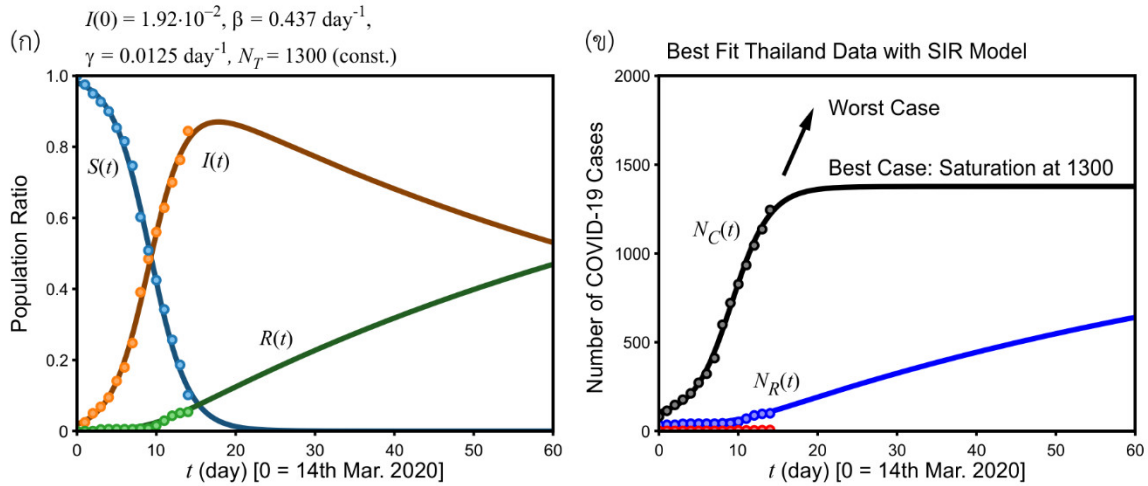 (ก)
I(0) = 1.92·10⁻², β = 0.437 day⁻¹,
γ = 0.0125 day⁻¹, N_T = 1300 (const.)
Population Ratio
1.0
0.8
0.6
0.4
0.2
0
S(t)
I(t)
R(t)
0 10 20 30 40 50 60
t (day) [0 = 14th Mar. 2020]
(ข)
Best Fit Thailand Data with SIR Model
Number of COVID-19 Cases
2000
1500
1000
500
0
Worst Case
Best Case: Saturation at 1300
N_C(t)
N_R(t)
0 10 20 30 40 50 60
t (day) [0 = 14th Mar. 2020]